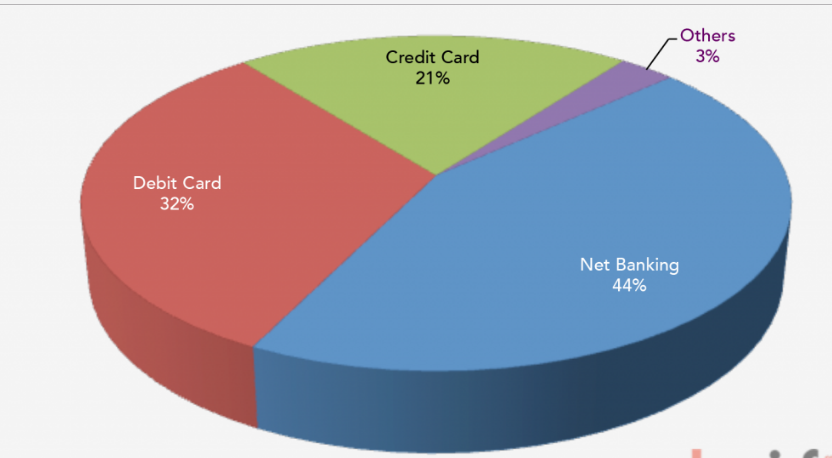 Others
3%
Credit Card
21%
Debit Card
32%
Net Banking
44%